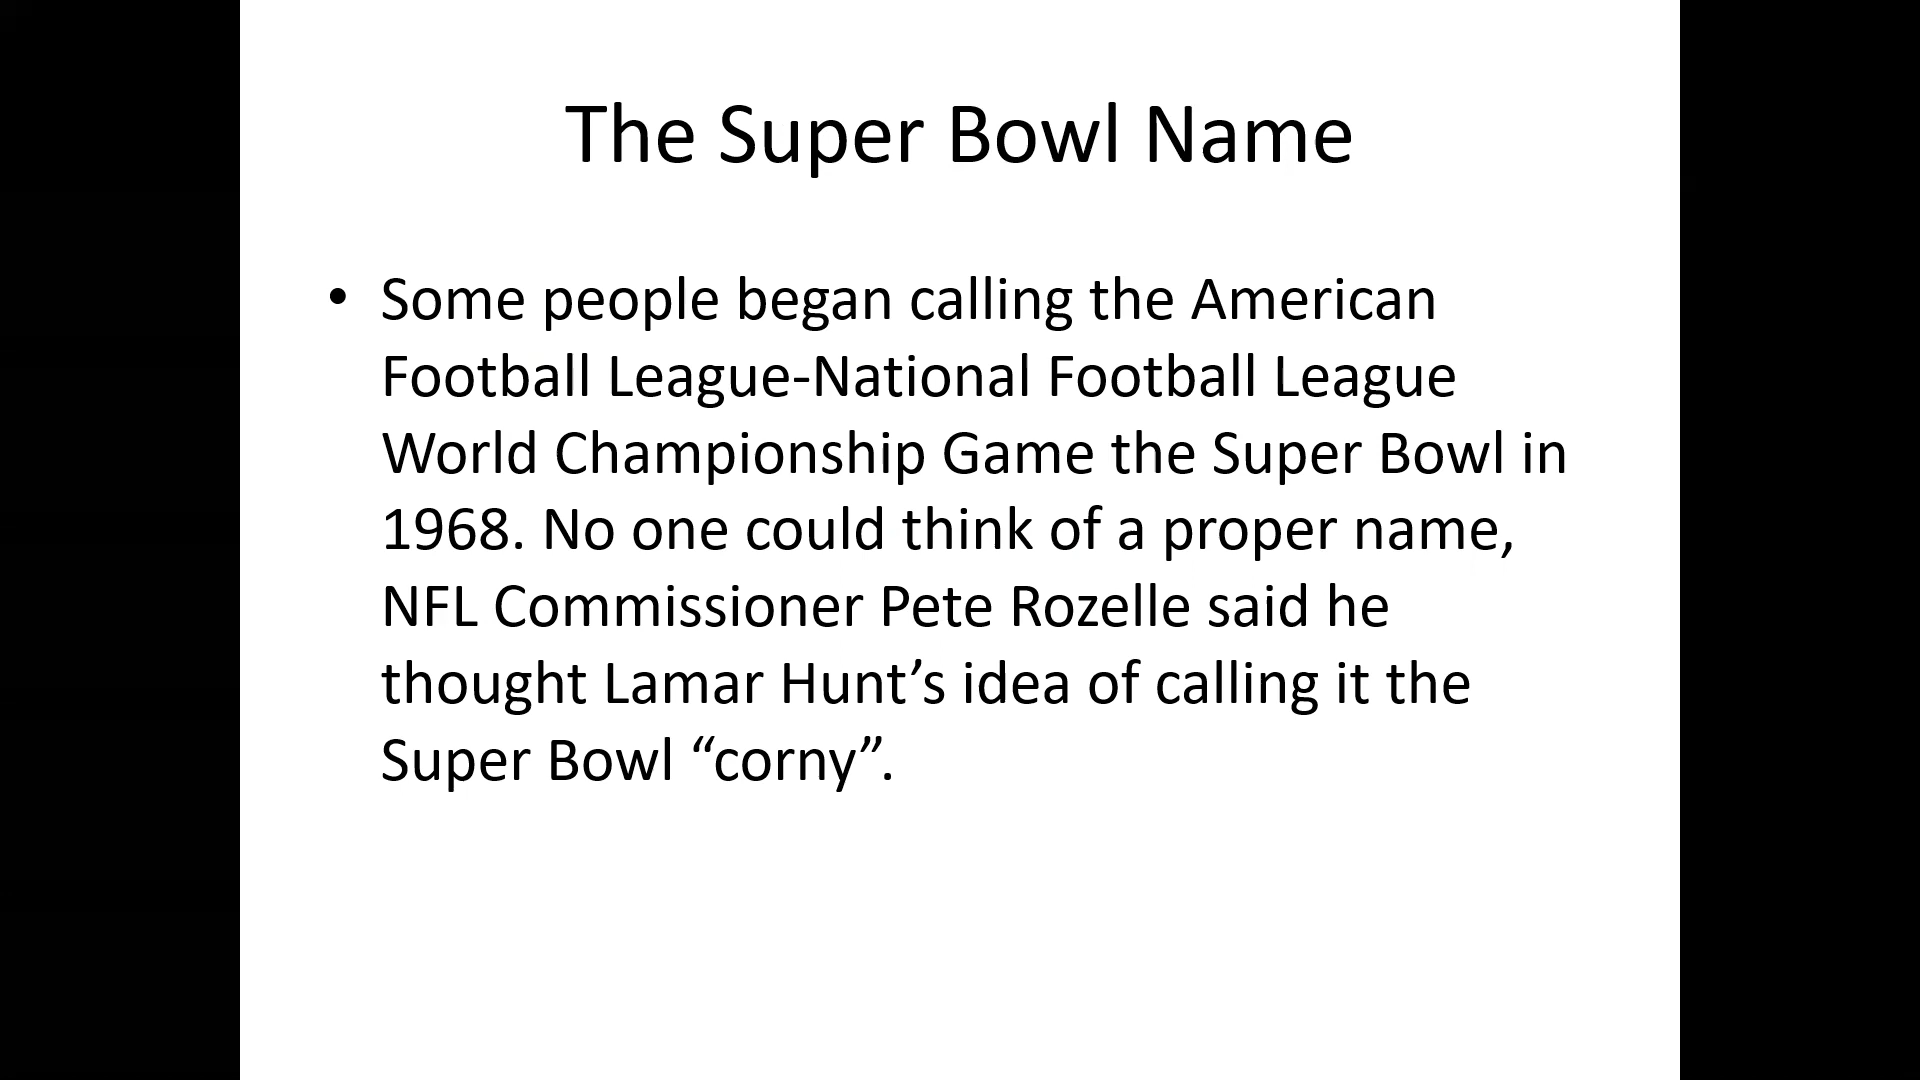 The Super Bowl Name
• Some people began calling the American
Football League-National Football League
World Championship Game the Super Bowl in
1968. No one could think of a proper name,
NFL Commissioner Pete Rozelle said he
thought Lamar Hunt’s idea of calling it the
Super Bowl “corny”.